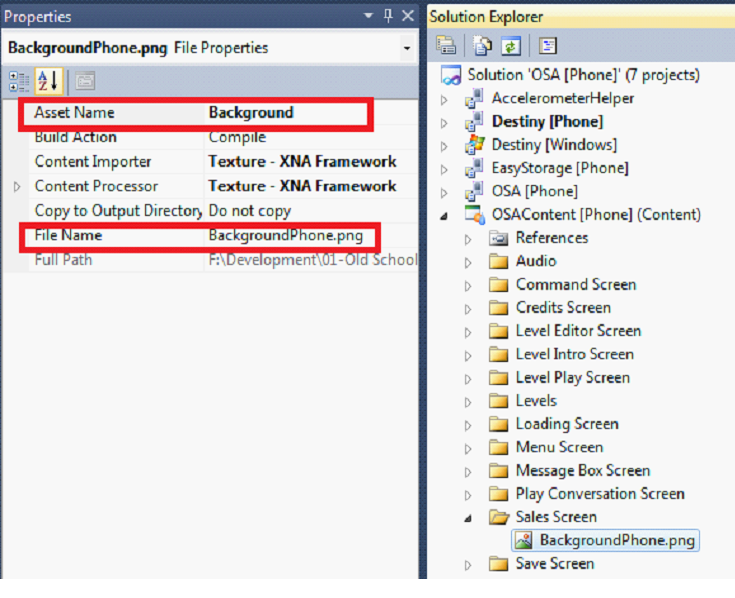 Properties
BackgroundPhone.png File Properties
Asset Name Background
Build Action Compile
Content Importer Texture - XNA Framework
Content Processor Texture - XNA Framework
Copy to Output Directory Do not copy
File Name BackgroundPhone.png
Full Path F:\Development\01-Old School
Solution Explorer
Solution 'OSA [Phone]' (7 projects)
AccelerometerHelper
Destiny [Phone]
Destiny [Windows]
EasyStorage [Phone]
OSA [Phone]
OSAContent [Phone] (Content)
References
Audio
Command Screen
Credits Screen
Level Editor Screen
Level Intro Screen
Level Play Screen
Levels
Loading Screen
Menu Screen
Message Box Screen
Play Conversation Screen
Sales Screen
BackgroundPhone.png
Save Screen